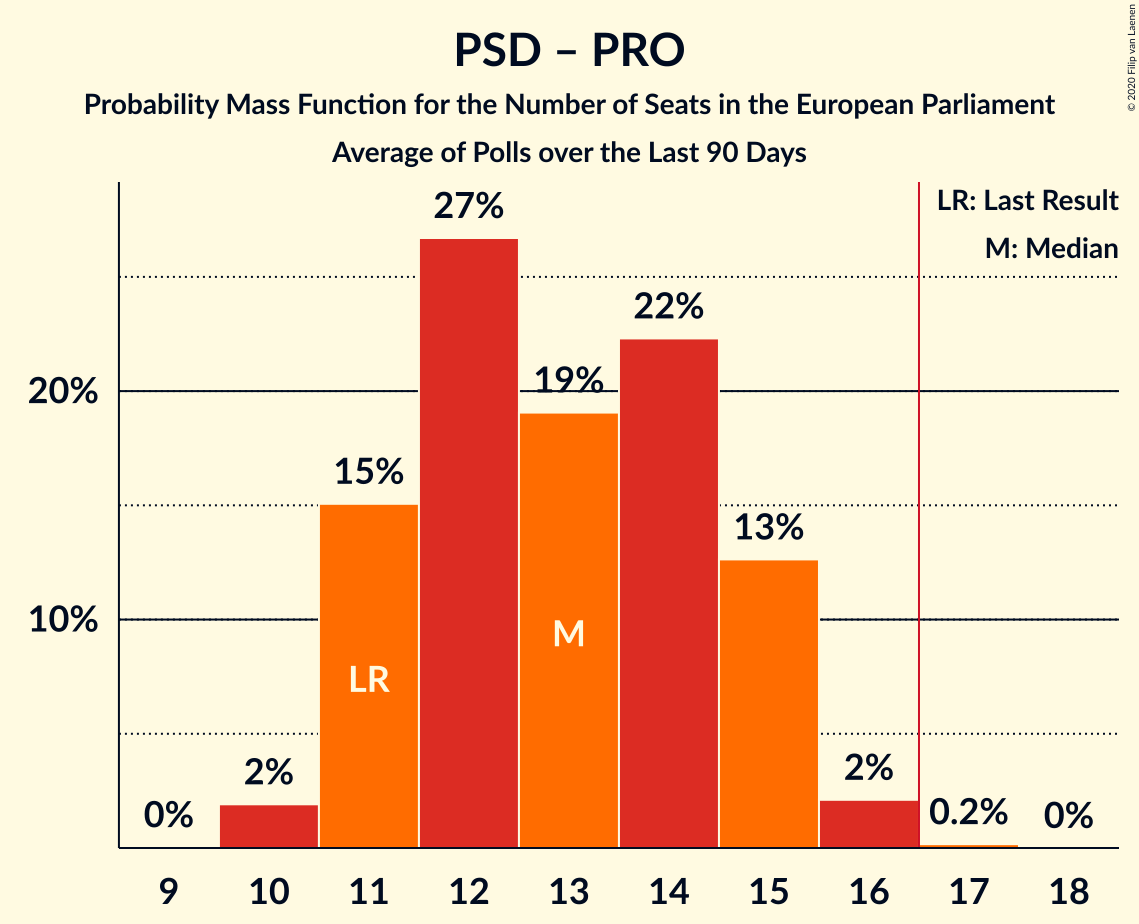 PSD – PRO
Probability Mass Function for the Number of Seats in the European Parliament
Average of Polls over the Last 90 Days
© 2020 Filip van Laenen
LR: Last Result
M: Median
27%
22%
19%
20%
15%
13%
10%
M
LR
2%
2%
0%
0.2%
0%
9 10 11 12 13 14 15 16 17 18